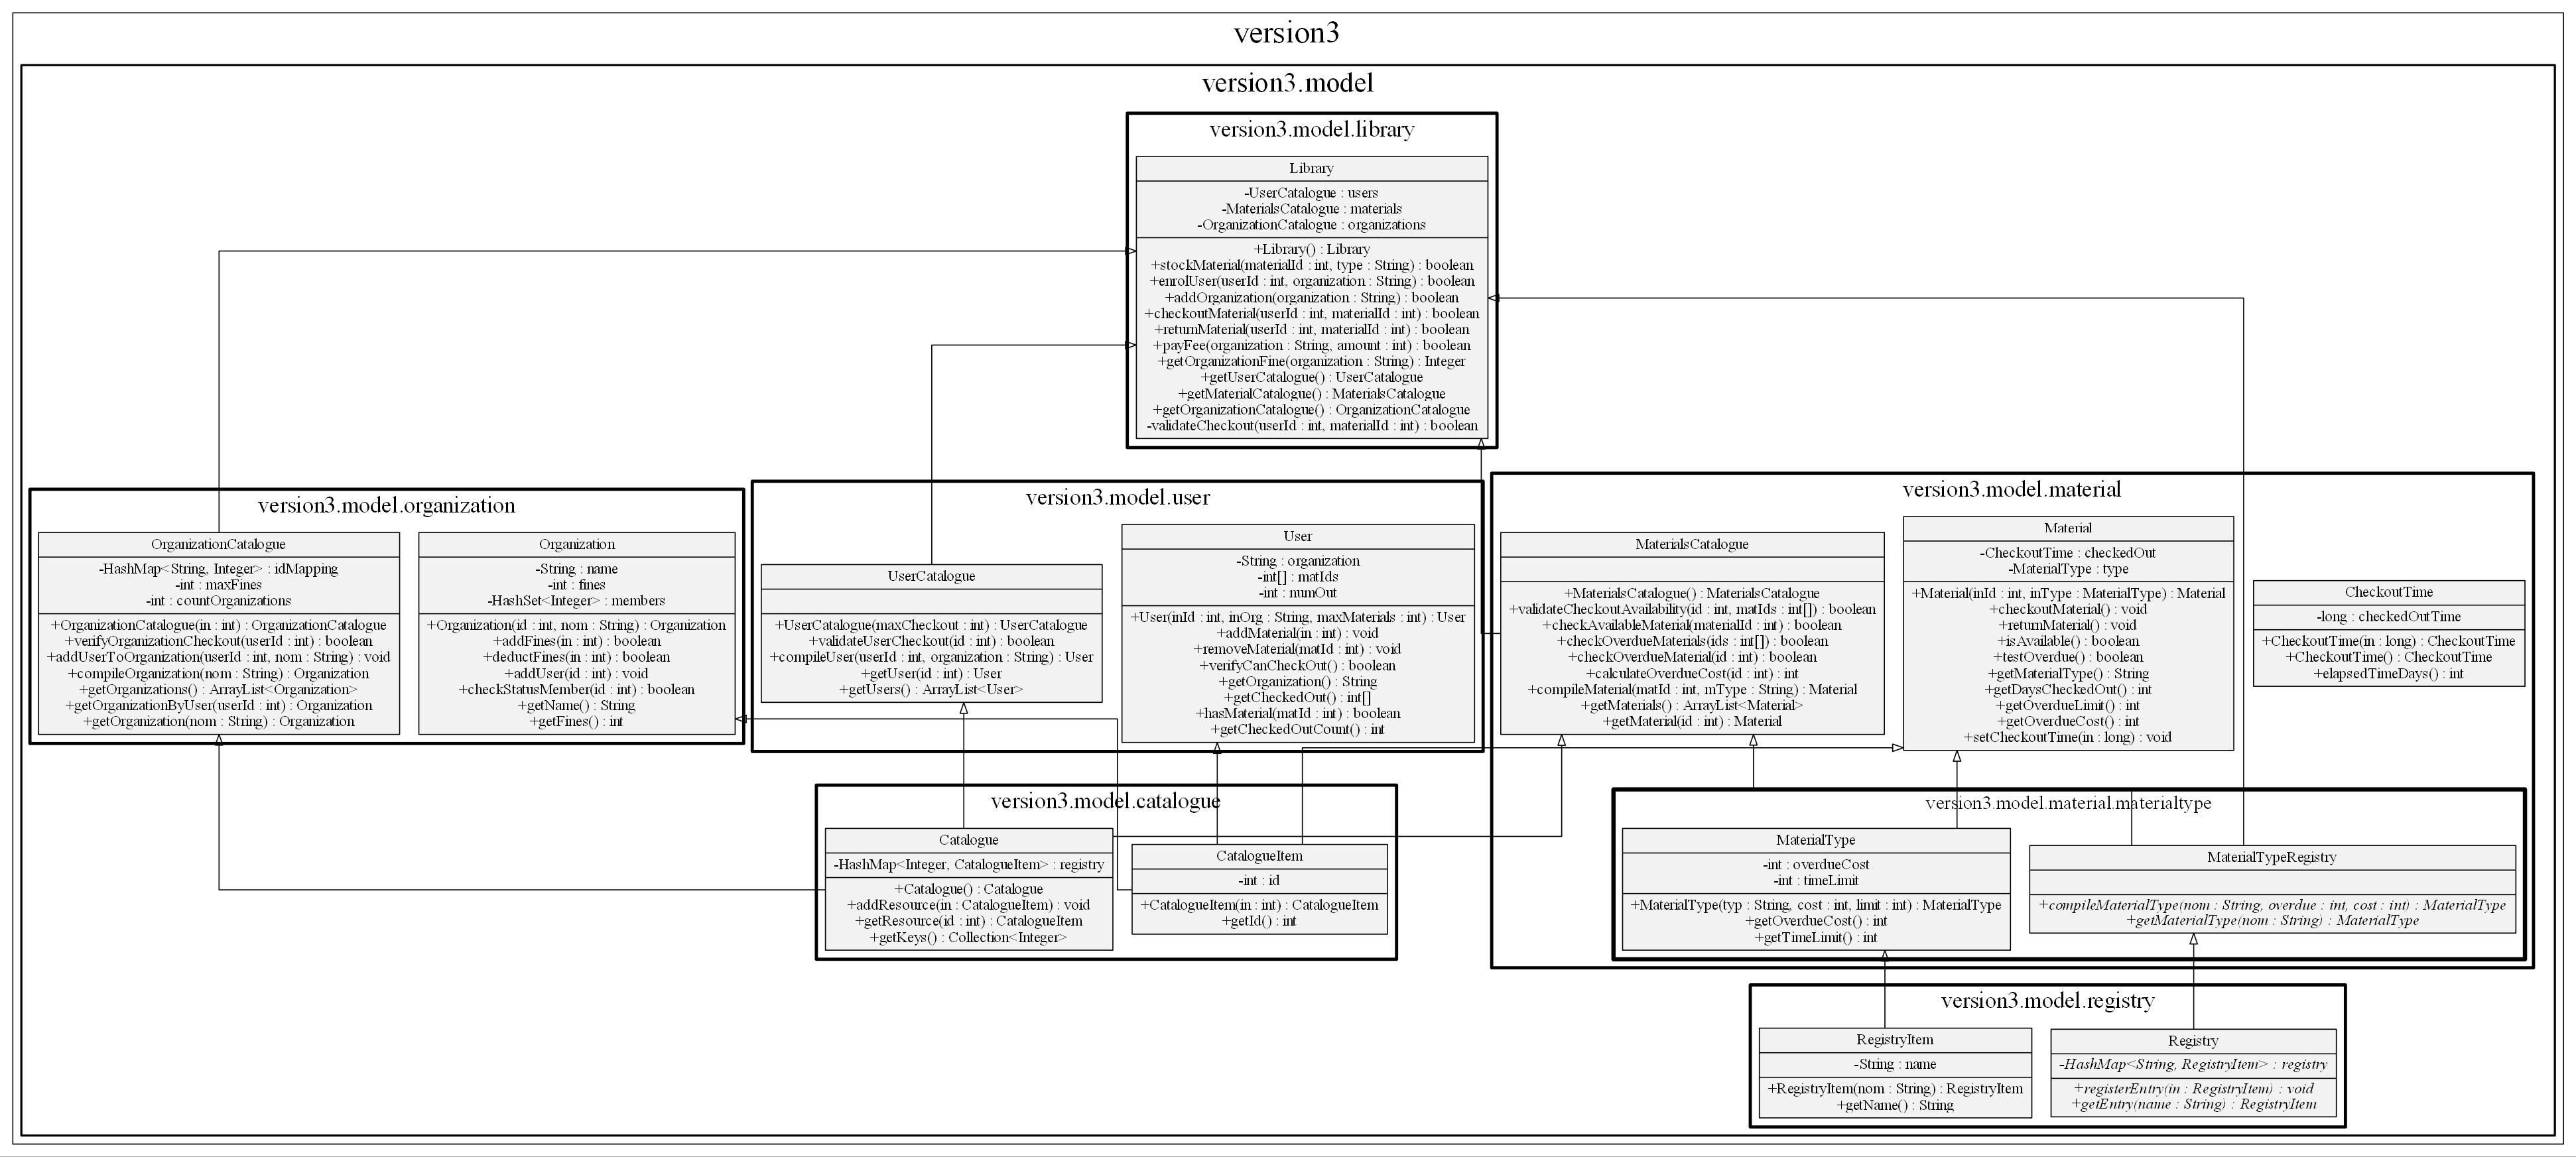 version3
version3.model
version3.model.library
Library
-UserCatalogue : users
-MaterialsCatalogue : materials
-OrganizationCatalogue : organizations
+Library() : Library
+stockMaterial(materialId : int, type : String) : boolean
+enrolUser(userId : int, organization : String) : boolean
+addOrganization(organization : String) : boolean
+checkoutMaterial(userId : int, materialId : int) : boolean
+returnMaterial(userId : int, materialId : int) : boolean
+payFee(organization : String, amount : int) : boolean
+getOrganizationFine(organization : String) : Integer
+getUserCatalogue() : UserCatalogue
+getMaterialCatalogue() : MaterialsCatalogue
+getOrganizationCatalogue() : OrganizationCatalogue
-validateCheckout(userId : int, materialId : int) : boolean
version3.model.organization
OrganizationCatalogue
-HashMap<String, Integer> : idMapping
-int : maxFines
-int : countOrganizations
+OrganizationCatalogue(in : int) : OrganizationCatalogue
+verifyOrganizationCheckout(userId : int) : boolean
+addUserToOrganization(userId : int, nom : String) : void
+compileOrganization(nom : String) : Organization
+getOrganizations() : ArrayList<Organization>
+getOrganizationByUser(userId : int) : Organization
+getOrganization(nom : String) : Organization
Organization
-String : name
-int : fines
-HashSet<Integer> : members
+Organization(id : int, nom : String) : Organization
+addFines(in : int) : boolean
+deductFines(in : int) : boolean
+addUser(id : int) : void
+checkStatusMember(id : int) : boolean
+getName() : String
+getFines() : int
version3.model.user
UserCatalogue
+UserCatalogue(maxCheckout : int) : UserCatalogue
+validateUserCheckout(id : int) : boolean
+compileUser(userId : int, organization : String) : User
+getUser(id : int) : User
+getUsers() : ArrayList<User>
User
-String : organization
-int[] : matIds
-int : numOut
+User(inId : int, inOrg : String, maxMaterials : int) : User
+addMaterial(in : int) : void
+removeMaterial(matId : int) : void
+verifyCanCheckOut() : boolean
+getOrganization() : String
+getCheckedOut() : int[]
+hasMaterial(matId : int) : boolean
+getCheckedOutCount() : int
version3.model.material
MaterialsCatalogue
+MaterialsCatalogue() : MaterialsCatalogue
+validateCheckoutAvailability(id : int, matIds : int[]) : boolean
+checkAvailableMaterial(materialId : int) : boolean
+checkOverdueMaterials(ids : int[]) : boolean
+checkOverdueMaterial(id : int) : boolean
+calculateOverdueCost(id : int) : int
+compileMaterial(matId : int, mType : String) : Material
+getMaterials() : ArrayList<Material>
+getMaterial(id : int) : Material
Material
-CheckoutTime : checkedOut
-MaterialType : type
+Material(inId : int, inType : MaterialType) : Material
+checkoutMaterial() : void
+returnMaterial() : void
+isAvailable() : boolean
+testOverdue() : boolean
+getMaterialType() : String
+getDaysCheckedOut() : int
+getOverdueLimit() : int
+getOverdueCost() : int
+setCheckoutTime(in : long) : void
CheckoutTime
-long : checkedOutTime
+CheckoutTime(in : long) : CheckoutTime
+CheckoutTime() : CheckoutTime
+elapsedTimeDays() : int
version3.model.catalogue
Catalogue
-HashMap<Integer, CatalogueItem> : registry
+Catalogue() : Catalogue
+addResource(in : CatalogueItem) : void
+getResource(id : int) : CatalogueItem
+getKeys() : Collection<Integer>
CatalogueItem
-int : id
+CatalogueItem(in : int) : CatalogueItem
+getId() : int
version3.model.material.materialtype
MaterialType
-int : overdueCost
-int : timeLimit
+MaterialType(typ : String, cost : int, limit : int) : MaterialType
+getOverdueCost() : int
+getTimeLimit() : int
MaterialTypeRegistry
+compileMaterialType(nom : String, overdue : int, cost : int) : MaterialType
+getMaterialType(nom : String) : MaterialType
version3.model.registry
RegistryItem
-String : name
+RegistryItem(nom : String) : RegistryItem
+getName() : String
Registry
-HashMap<String, RegistryItem> : registry
+registerEntry(in : RegistryItem) : void
+getEntry(name : String) : RegistryItem